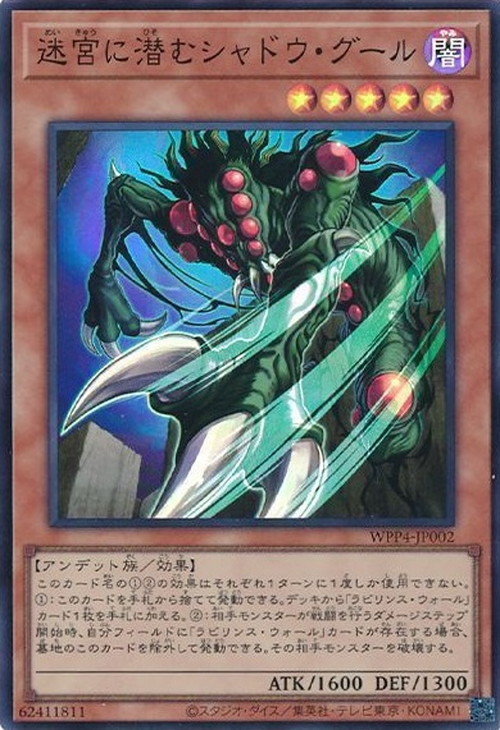 迷宮に潜むシャドウ・グール
闇
WPP4-JP002
【アンデット族／効果】
このカード名の①②の効果はそれぞれ1ターンに1度しか使用できない。
①:このカードを手札から捨てて発動できる。デッキから「ラビリンス・ウォール」
カード1枚を手札に加える。②:相手モンスターが戦闘を行うダメージステップ
開始時、自分フィールドに「ラビリンス・ウォール」カードが存在する場合、
墓地のこのカードを除外して発動できる。その相手モンスターを破壊する。
ATK/1600 DEF/1300
62411811 ©スタジオ・ダイス／集英社・テレビ東京・KONAMI